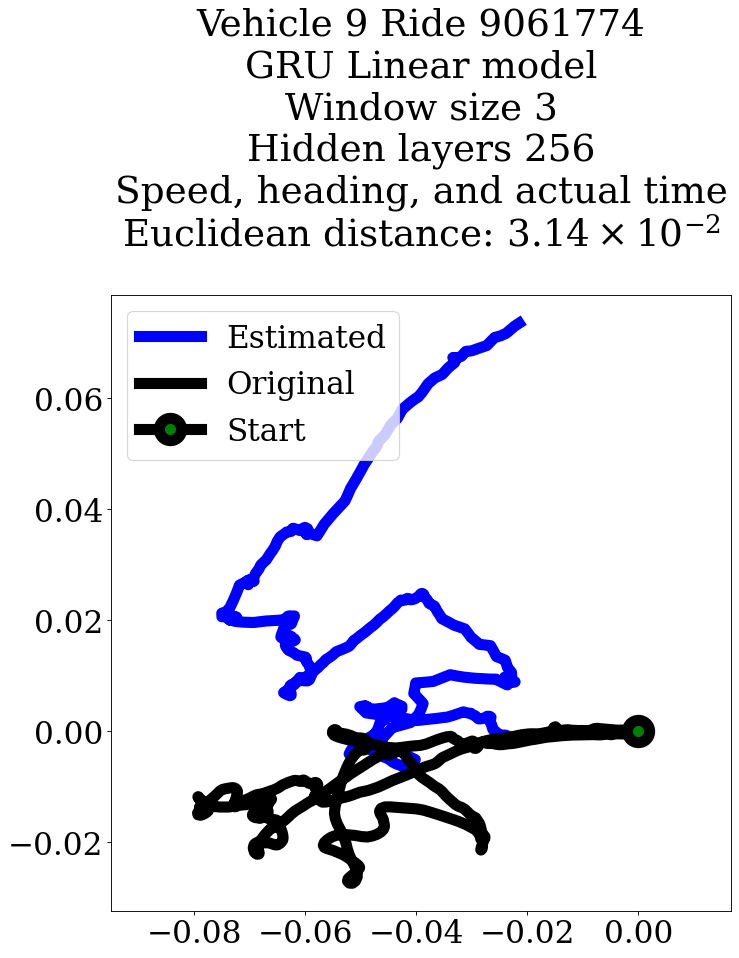 Vehicle 9 Ride 9061774
GRU Linear model
Window size 3
Hidden layers 256
Speed, heading, and actual time
Euclidean distance: 3.14 × 10⁻²
Estimated
Original
Start
0.06
0.04
0.02
0.00
−0.02
−0.08 −0.06 −0.04 −0.02 0.00